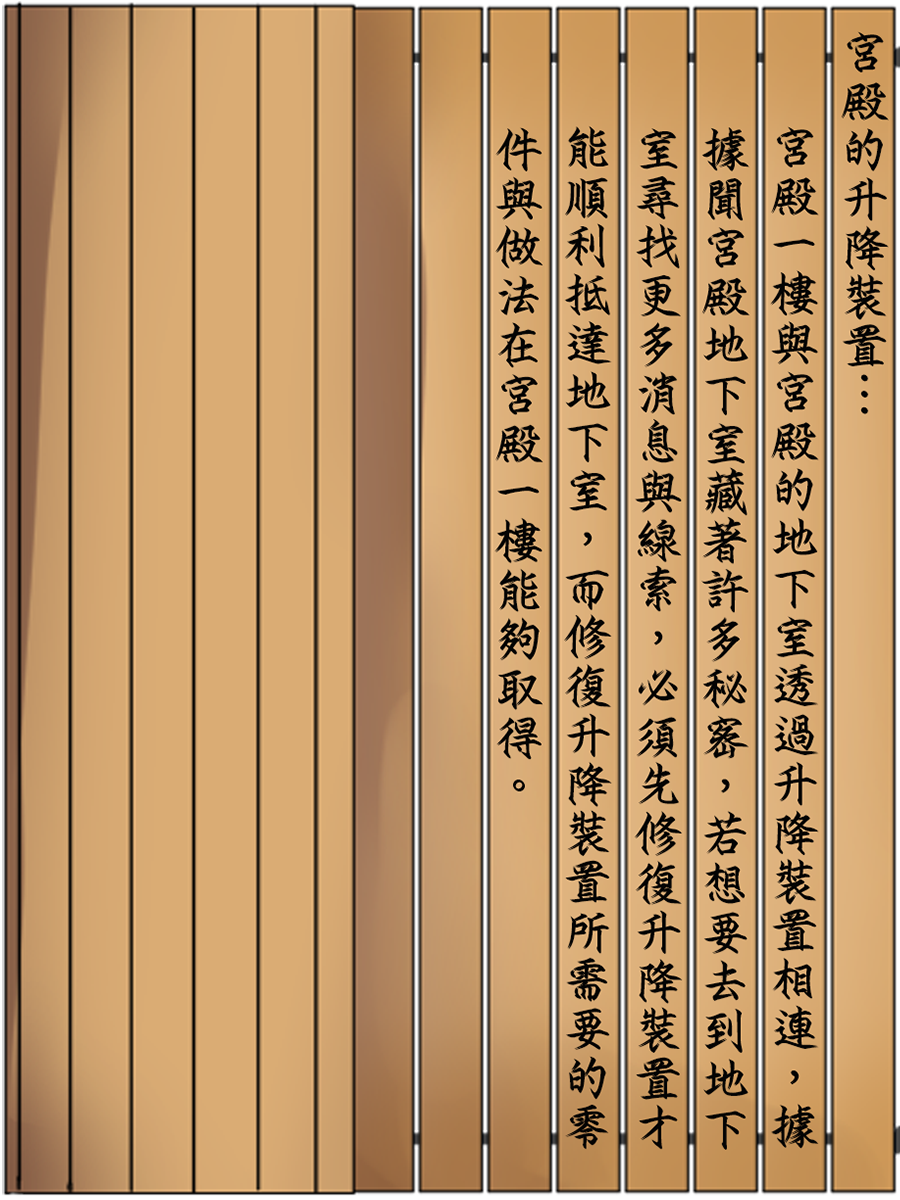 宮殿的升降裝置…
宮殿一樓與宮殿的地下室透過升降裝置相連，據
據聞宮殿地下室藏著許多秘密，若想要去到地下
室尋找更多消息與線索，必須先修復升降裝置才
能順利抵達地下室，而修復升降裝置所需要的零
件與做法在宮殿一樓能夠取得。